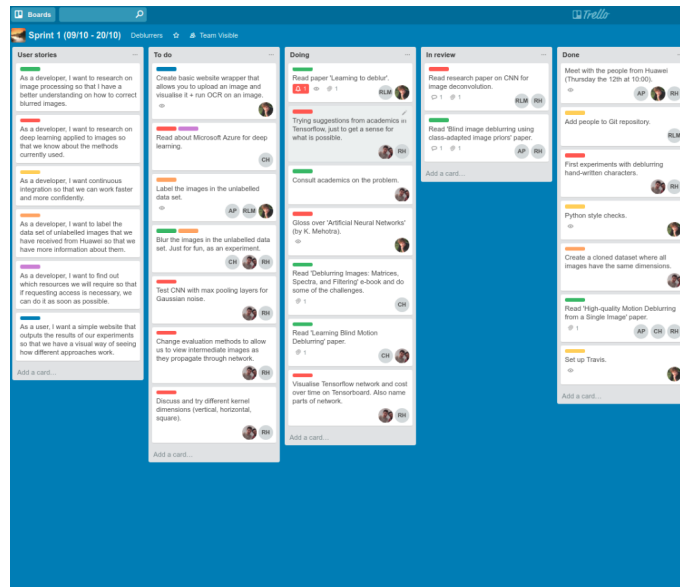 Boards
Trello
Sprint 1 (09/10 - 20/10)
Deblurrers
Team Visible
User stories
As a developer, I want to research on
image processing so that I have a
better understanding on how to correct
blurred images.
As a developer, I want to research on
deep learning applied to images so
that we know about the methods
currently used.
As a developer, I want continuous
integration so that we can work faster
and more confidently.
As a developer, I want to label the
data set of unlabelled images that we
have received from Huawei so that we
have more information about them.
As a developer, I want to find out
which resources we will require so that
if requesting access is necessary, we
can do it as soon as possible.
As a user, I want a simple website that
outputs the results of our experiments
so that we have a visual way of seeing
how different approaches work.
Add a card...
To do
Create basic website wrapper that
allows you to upload an image and
visualise it + run OCR on an image.
Read about Microsoft Azure for deep
learning.
CH
Label the images in the unlabelled
data set.
AP RLM
Blur the images in the unlabelled data
set. Just for fun, as an experiment.
CH RH
Test CNN with max pooling layers for
Gaussian noise.
RH
Change evaluation methods to allow
us to view intermediate images as
they propagate through network.
RH
Discuss and try different kernel
dimensions (vertical, horizontal,
square).
RH
Add a card...
Doing
Read paper 'Learning to deblur'.
1 1
RLM
Trying suggestions from academics on
Tensorflow, just to get a sense for
what is possible.
RH
Consult academics on the problem.
Gloss over 'Artificial Neural Networks'
(by K. Mehotra).
Read 'Deblurring Images: Matrices,
Spectra, and Filtering' e-book and do
some of the challenges.
1
CH
Read 'Learning Blind Motion
Deblurring' paper.
CH
Visualise Tensorflow network and cost
over time on Tensorboard. Also name
parts of network.
RH
Add a card...
In review
Read research paper on CNN for
image deconvolution.
1 1
RLM RH
Read 'Blind image deblurring using
class-adapted image priors' paper.
1 1
AP RH
Add a card...
Done
Meet with the people from Huawei
(Thursday the 12th at 10:00).
AP RH
Add people to Git repository.
RLM
First experiments with deblurring
hand-written characters.
RH
Python style checks.
Create a cloned dataset where all
images have the same dimensions.
Read 'High-quality Motion Deblurring
from a Single Image' paper.
1
AP CH RH
Set up Travis.
Add a card...